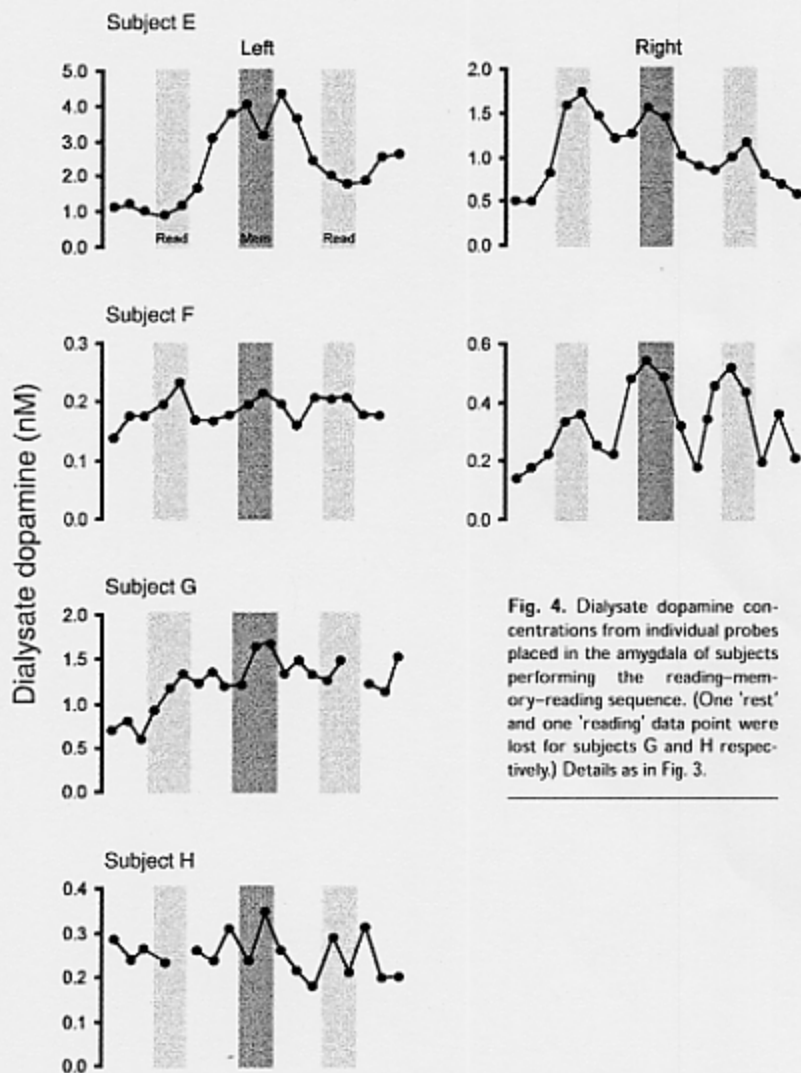 Subject E
Left
Right
5.0
4.0
3.0
2.0
1.0
0.0
Read
Mem
Read
2.0
1.5
1.0
0.5
0.0
Subject F
0.3
0.2
0.1
0.0
0.6
0.4
0.2
0.0
Dialysate dopamine (nM)
Subject G
2.0
1.5
1.0
0.5
0.0
Fig. 4. Dialysate dopamine con-
centrations from individual probes
placed in the amygdala of subjects
performing the reading–mem-
ory–reading sequence. (One 'rest'
and one 'reading' data point were
lost for subjects G and H respec-
tively.) Details as in Fig. 3.
Subject H
0.4
0.3
0.2
0.1
0.0